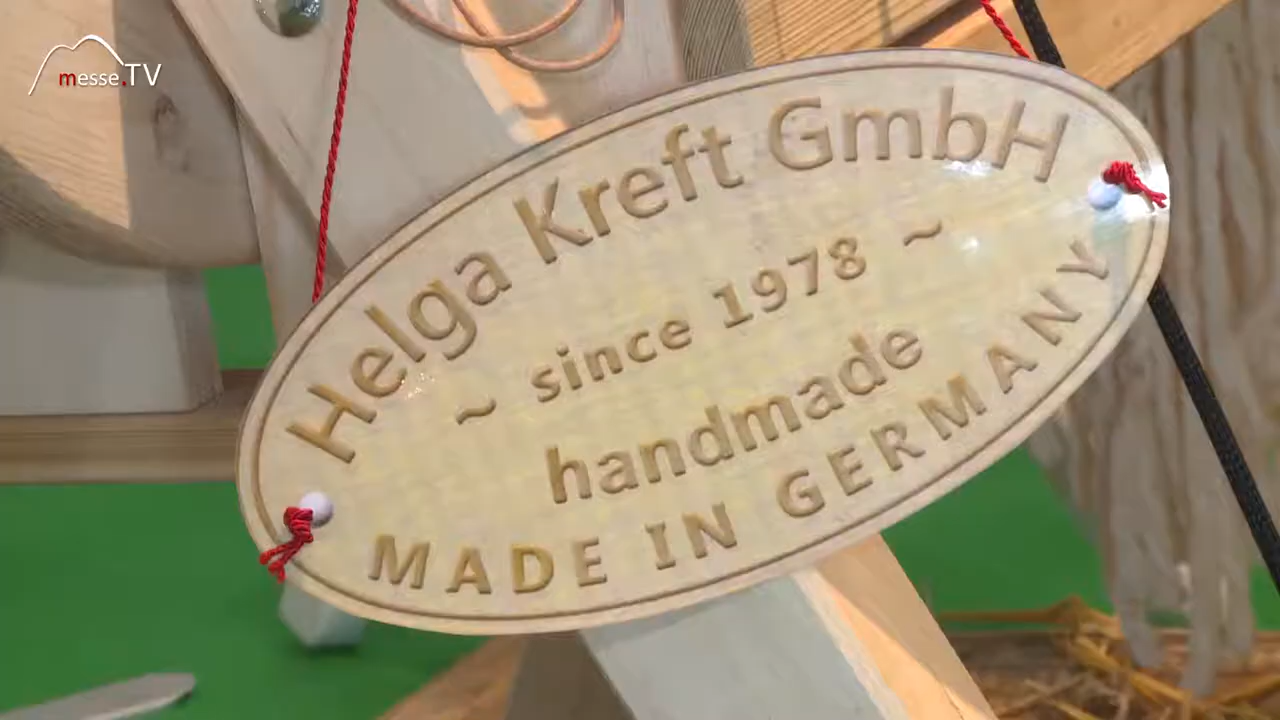 messe.TV
Helga Kreft GmbH
~ since 1978 ~
handmade
MADE IN GERMANY